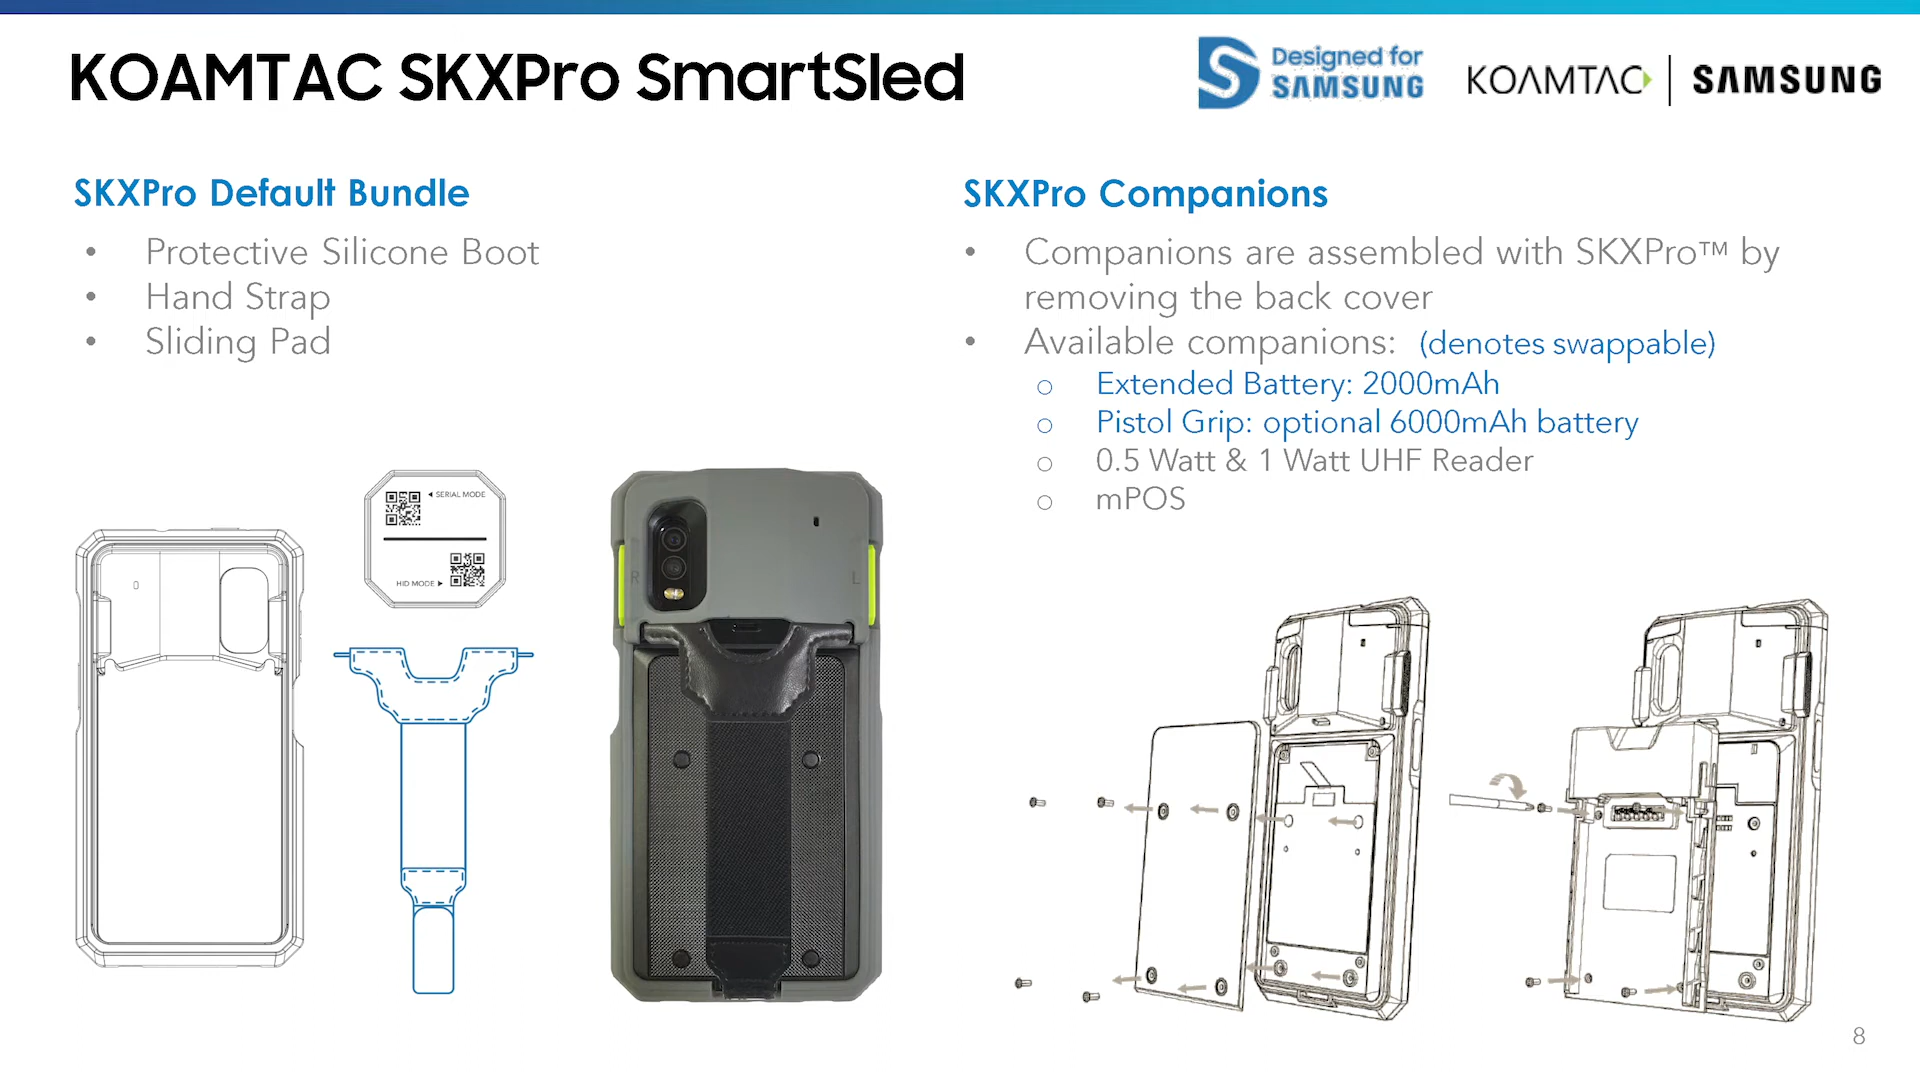 KOAMTAC SKXPro SmartSled
Designed for
SAMSUNG
KOAMTAC | SAMSUNG
SKXPro Default Bundle
• Protective Silicone Boot
• Hand Strap
• Sliding Pad
SERIAL MODE
HID MODE
R
L
SKXPro Companions
• Companions are assembled with SKXPro™ by
removing the back cover
• Available companions: (denotes swappable)
o Extended Battery: 2000mAh
o Pistol Grip: optional 6000mAh battery
o 0.5 Watt & 1 Watt UHF Reader
o mPOS
8